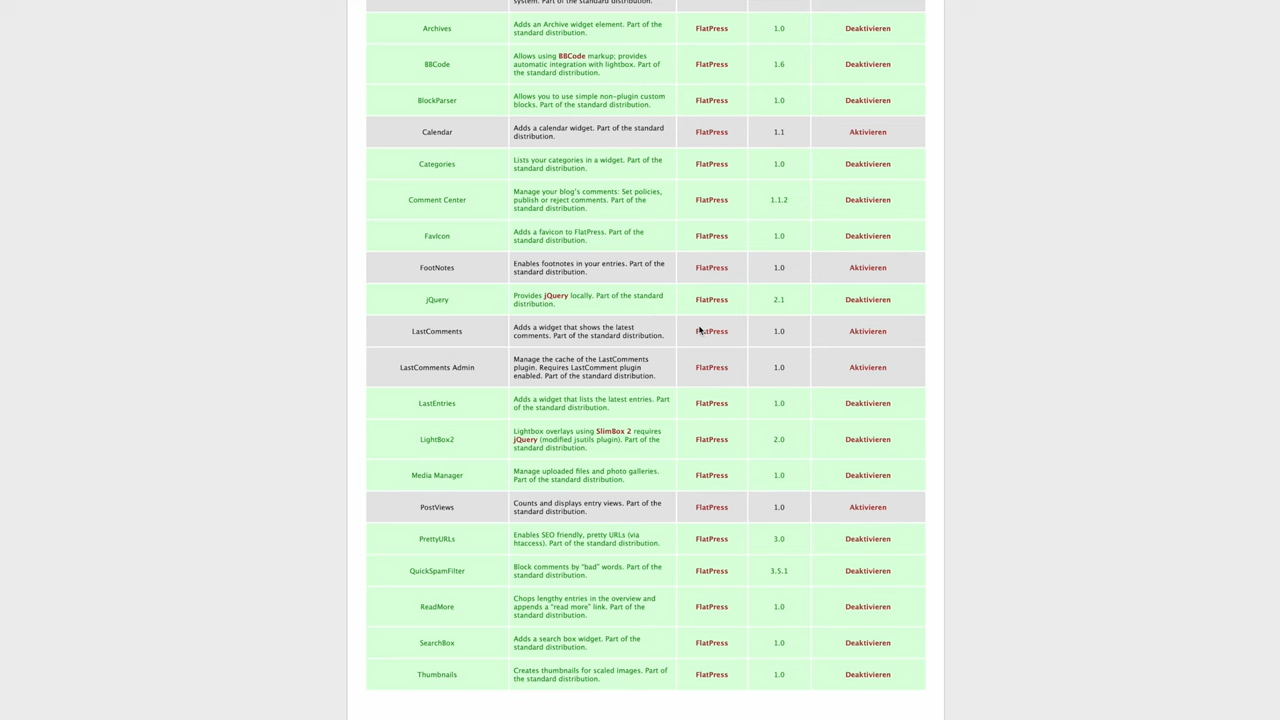 system. Part of the standard distribution.
Archives
Adds an Archive widget element. Part of the
standard distribution.
FlatPress
1.0
Deaktivieren
BBCode
Allows using BBCode markup; provides
automatic integration with lightbox. Part of
the standard distribution.
FlatPress
1.6
Deaktivieren
BlockParser
Allows you to use simple non-plugin custom
blocks. Part of the standard distribution.
FlatPress
1.0
Deaktivieren
Calendar
Adds a calendar widget. Part of the standard
distribution.
FlatPress
1.1
Aktivieren
Categories
Lists your categories in a widget. Part of the
standard distribution.
FlatPress
1.0
Deaktivieren
Comment Center
Manage your blog's comments: Set policies,
publish or reject comments. Part of the
standard distribution.
FlatPress
1.1.2
Deaktivieren
FavIcon
Adds a favicon to FlatPress. Part of the
standard distribution.
FlatPress
1.0
Deaktivieren
FootNotes
Enables footnotes in your entries. Part of the
standard distribution.
FlatPress
1.0
Aktivieren
jQuery
Provides jQuery locally. Part of the standard
distribution.
FlatPress
2.1
Deaktivieren
LastComments
Adds a widget that shows the latest
comments. Part of the standard distribution.
FlatPress
1.0
Aktivieren
LastComments Admin
Manage the cache of the LastComments
plugin. Requires LastComment plugin
enabled. Part of the standard distribution.
FlatPress
1.0
Aktivieren
LastEntries
Adds a widget that lists the latest entries. Part
of the standard distribution.
FlatPress
1.0
Deaktivieren
LightBox2
Lightbox overlays using SlimBox 2 requires
jQuery (modified jsutils plugin). Part of the
standard distribution.
FlatPress
2.0
Deaktivieren
Media Manager
Manage uploaded files and photo galleries.
Part of the standard distribution.
FlatPress
1.0
Deaktivieren
PostViews
Counts and displays entry views. Part of the
standard distribution.
FlatPress
1.0
Aktivieren
PrettyURLs
Enables SEO friendly, pretty URLs (via
htaccess). Part of the standard distribution.
FlatPress
3.0
Deaktivieren
QuickSpamFilter
Block comments by “bad” words. Part of the
standard distribution.
FlatPress
3.5.1
Deaktivieren
ReadMore
Chops lengthy entries in the overview and
appends a “read more” link. Part of the
standard distribution.
FlatPress
1.0
Deaktivieren
SearchBox
Adds a search box widget. Part of the
standard distribution.
FlatPress
1.0
Deaktivieren
Thumbnails
Creates thumbnails for scaled images. Part of
the standard distribution.
FlatPress
1.0
Deaktivieren